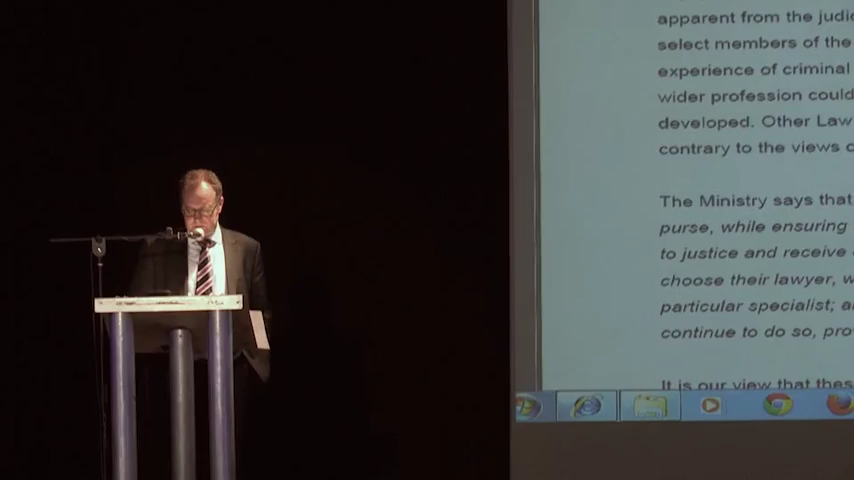 apparent from the judic
select members of the
experience of criminal
wider profession could
developed. Other Law
contrary to the views
The Ministry says that
purse, while ensuring
to justice and receive
choose their lawyer, w
particular specialist; a
continue to do so, pro
It is our view that thes